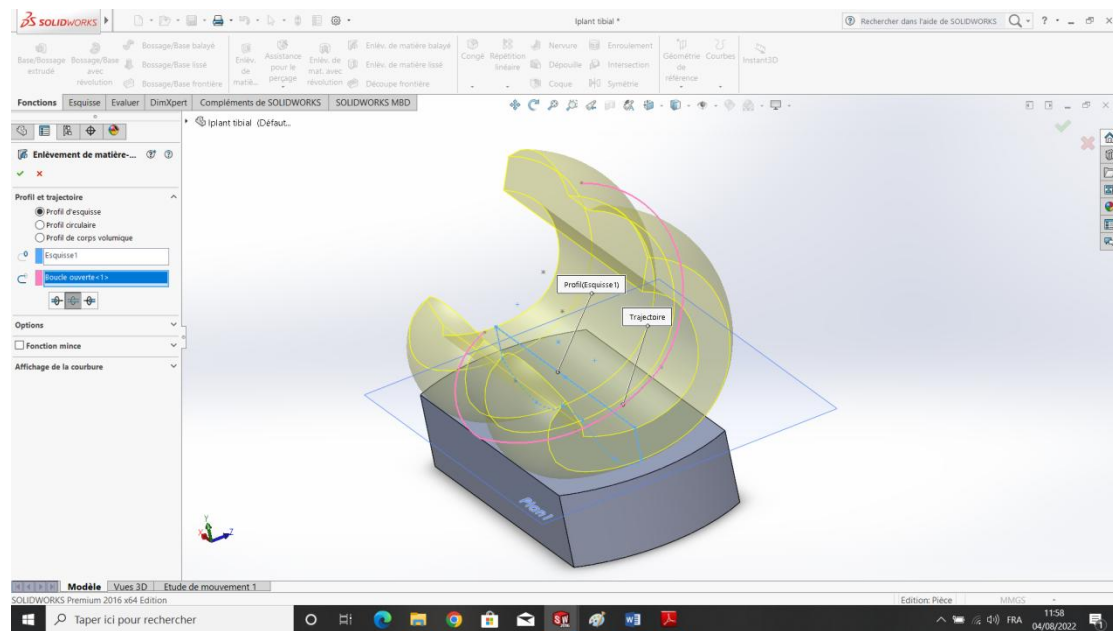 SOLIDWORKS
Iplant tibial *
Rechercher dans l'aide de SOLIDWORKS
Base/Bossage extrudé
Bossage/Base avec révolution
Bossage/Base balayé
Bossage/Base lissé
Bossage/Base frontière
Enlèv. de matiè...
Assistance pour le perçage
Enlèv. de mat. avec révolution
Enlèv. de matière balayé
Enlèv. de matière lissé
Découpe frontière
Congé
Répétition linéaire
Nervure
Dépouille
Coque
Enroulement
Intersection
Symétrie
Géométrie de référence
Courbes
Instant3D
Fonctions
Esquisse
Evaluer
DimXpert
Compléments de SOLIDWORKS
SOLIDWORKS MBD
Iplant tibial (Défaut...
Enlèvement de matière-...
Profil et trajectoire
Profil d'esquisse
Profil circulaire
Profil de corps volumique
Esquisse1
Boucle ouverte<1>
Options
Fonction mince
Affichage de la courbure
Profil(Esquisse1)
Trajectoire
Plan1
Y
X
Z
Modèle
Vues 3D
Etude de mouvement 1
SOLIDWORKS Premium 2016 x64 Edition
Edition: Pièce
MMGS
Taper ici pour rechercher
FRA
11:58
04/08/2022